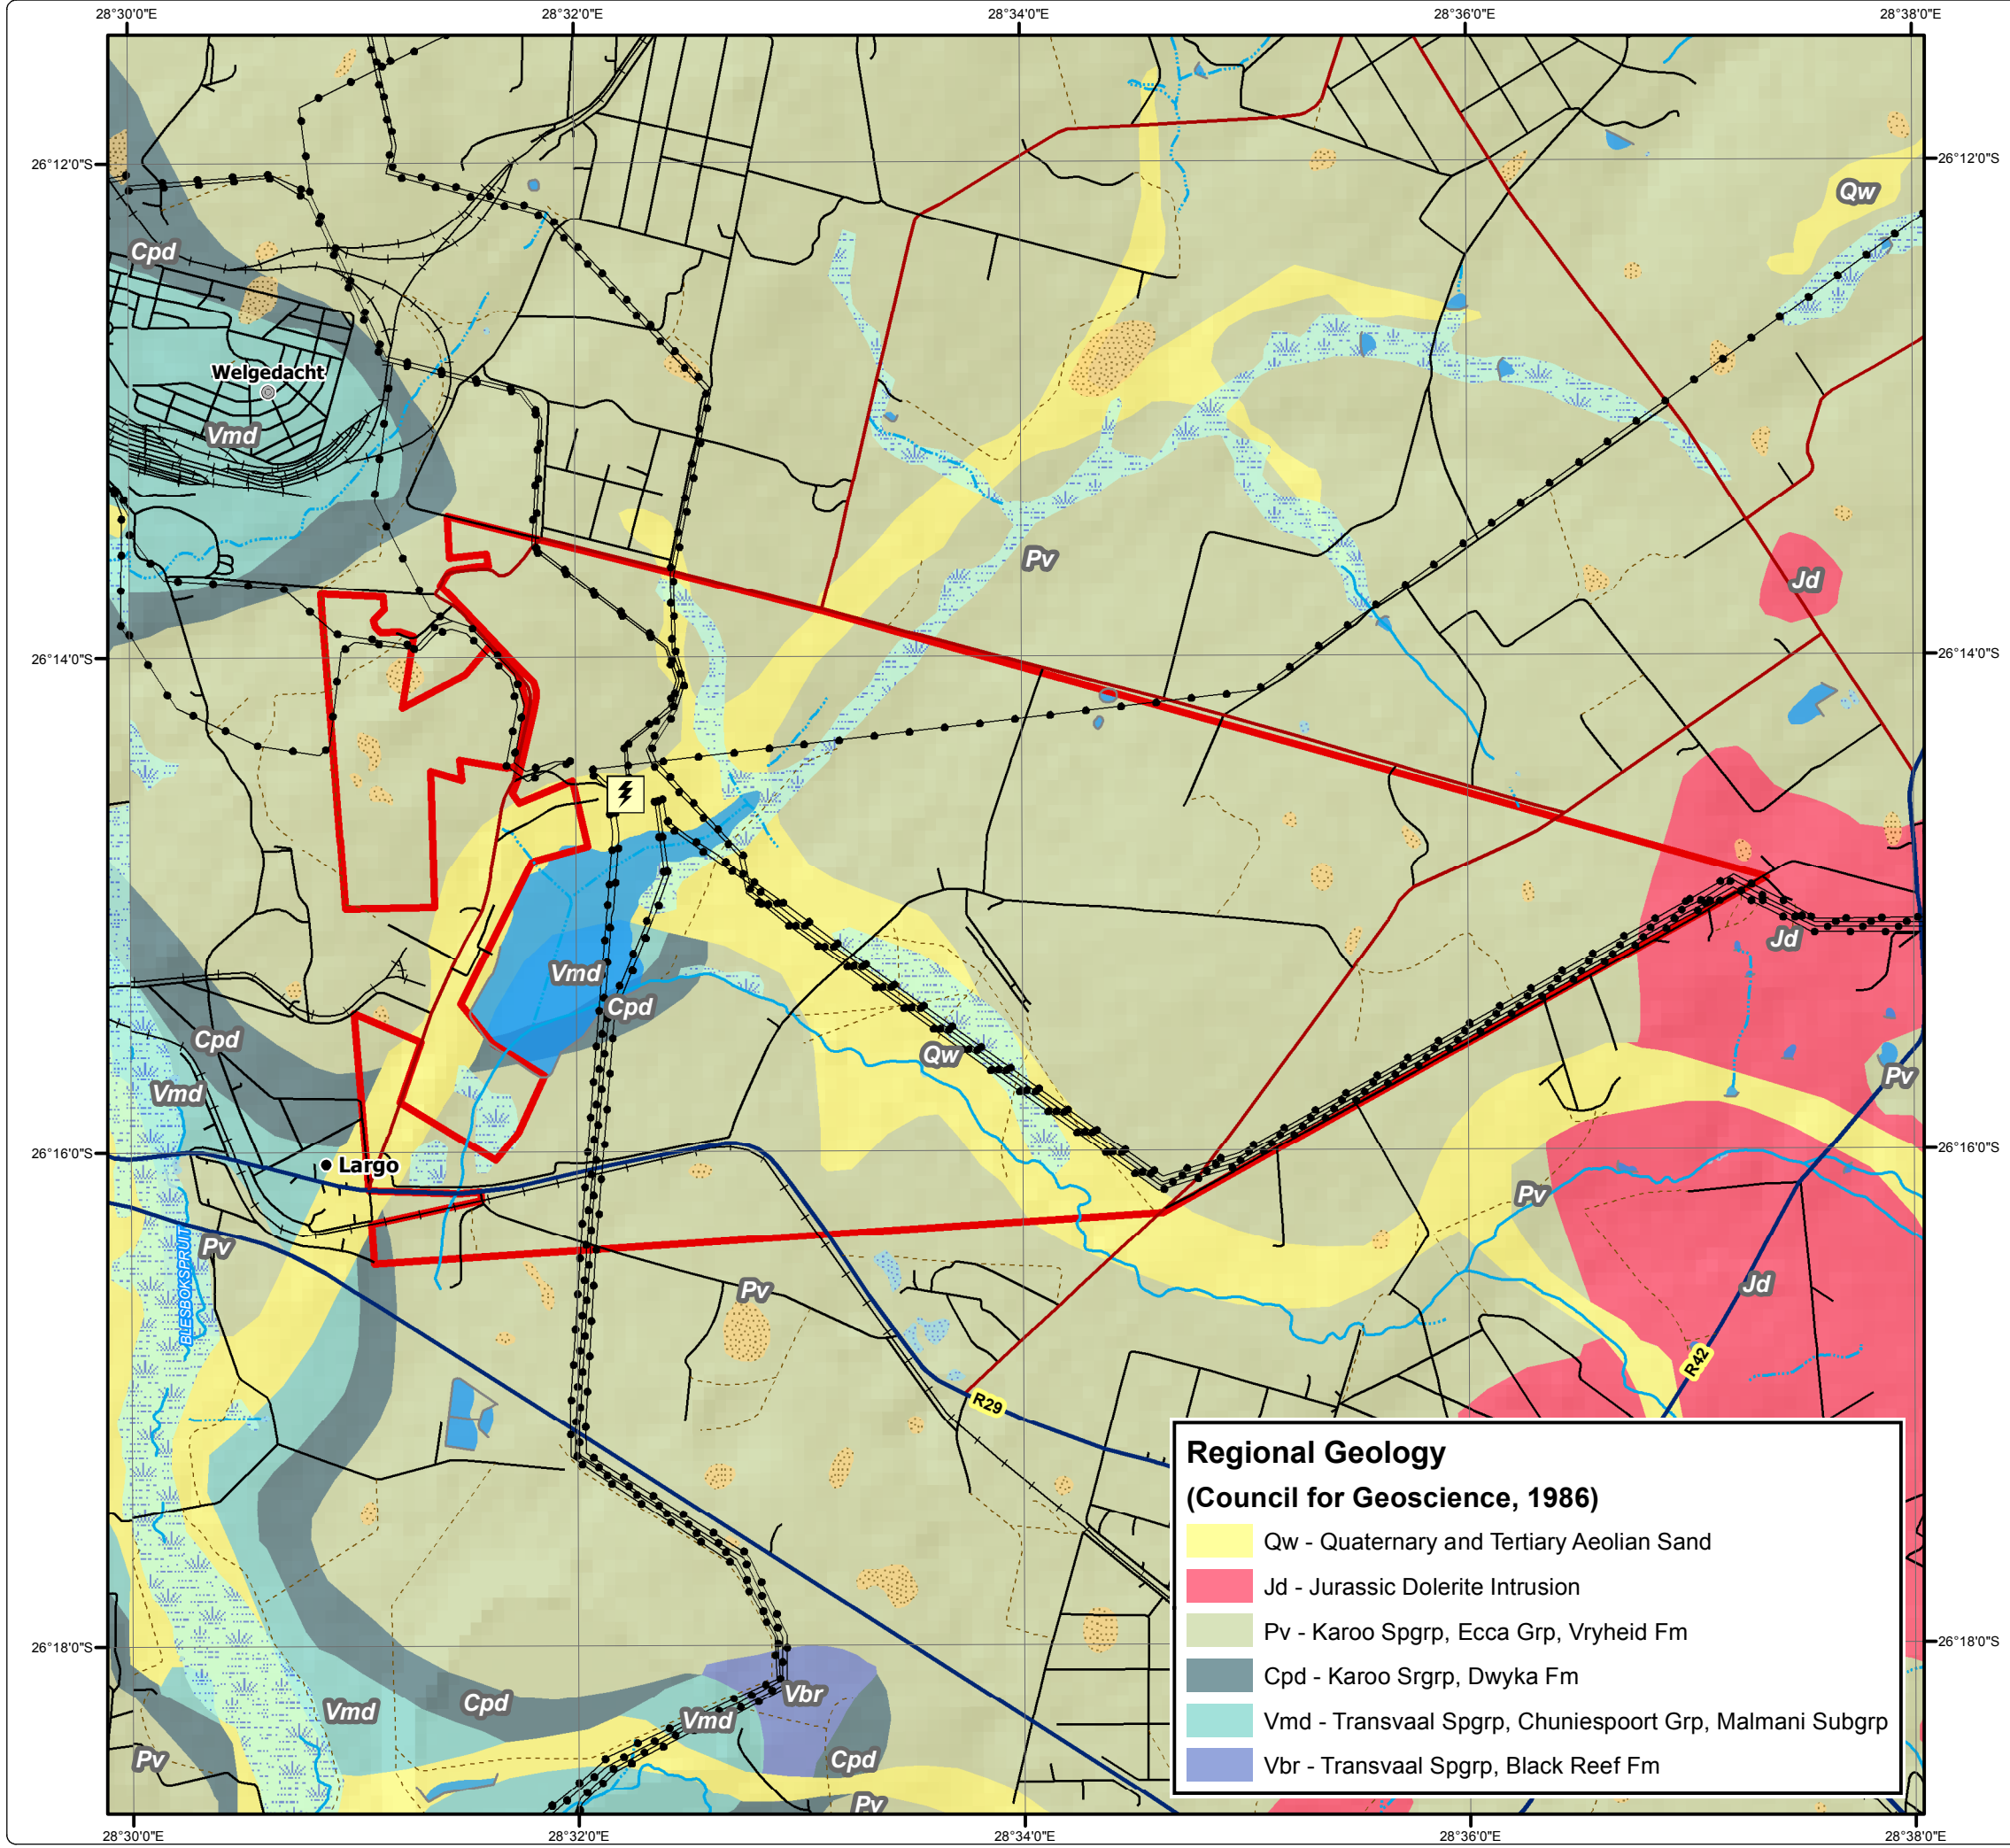 28°30'0"E 28°32'0"E 28°34'0"E 28°36'0"E 28°38'0"E
26°12'0"S 26°12'0"S
Qw
Cpd
Welgedacht
Vmd
Pv
Jd
26°14'0"S 26°14'0"S
Jd
Vmd
Cpd
Cpd
Qw
Pv
Vmd
26°16'0"S 26°16'0"S
Largo
Pv
Pv
BLESBOKSPRUIT
Pv
Jd
R42
R29
Regional Geology
(Council for Geoscience, 1986)
Qw - Quaternary and Tertiary Aeolian Sand
Jd - Jurassic Dolerite Intrusion
Pv - Karoo Spgrp, Ecca Grp, Vryheid Fm
Cpd - Karoo Srgrp, Dwyka Fm
Vmd - Transvaal Spgrp, Chuniespoort Grp, Malmani Subgrp
Vbr - Transvaal Spgrp, Black Reef Fm
26°18'0"S 26°18'0"S
Vbr
Cpd
Vmd
Vmd
Pv
Cpd
Pv
28°30'0"E 28°32'0"E 28°34'0"E 28°36'0"E 28°38'0"E